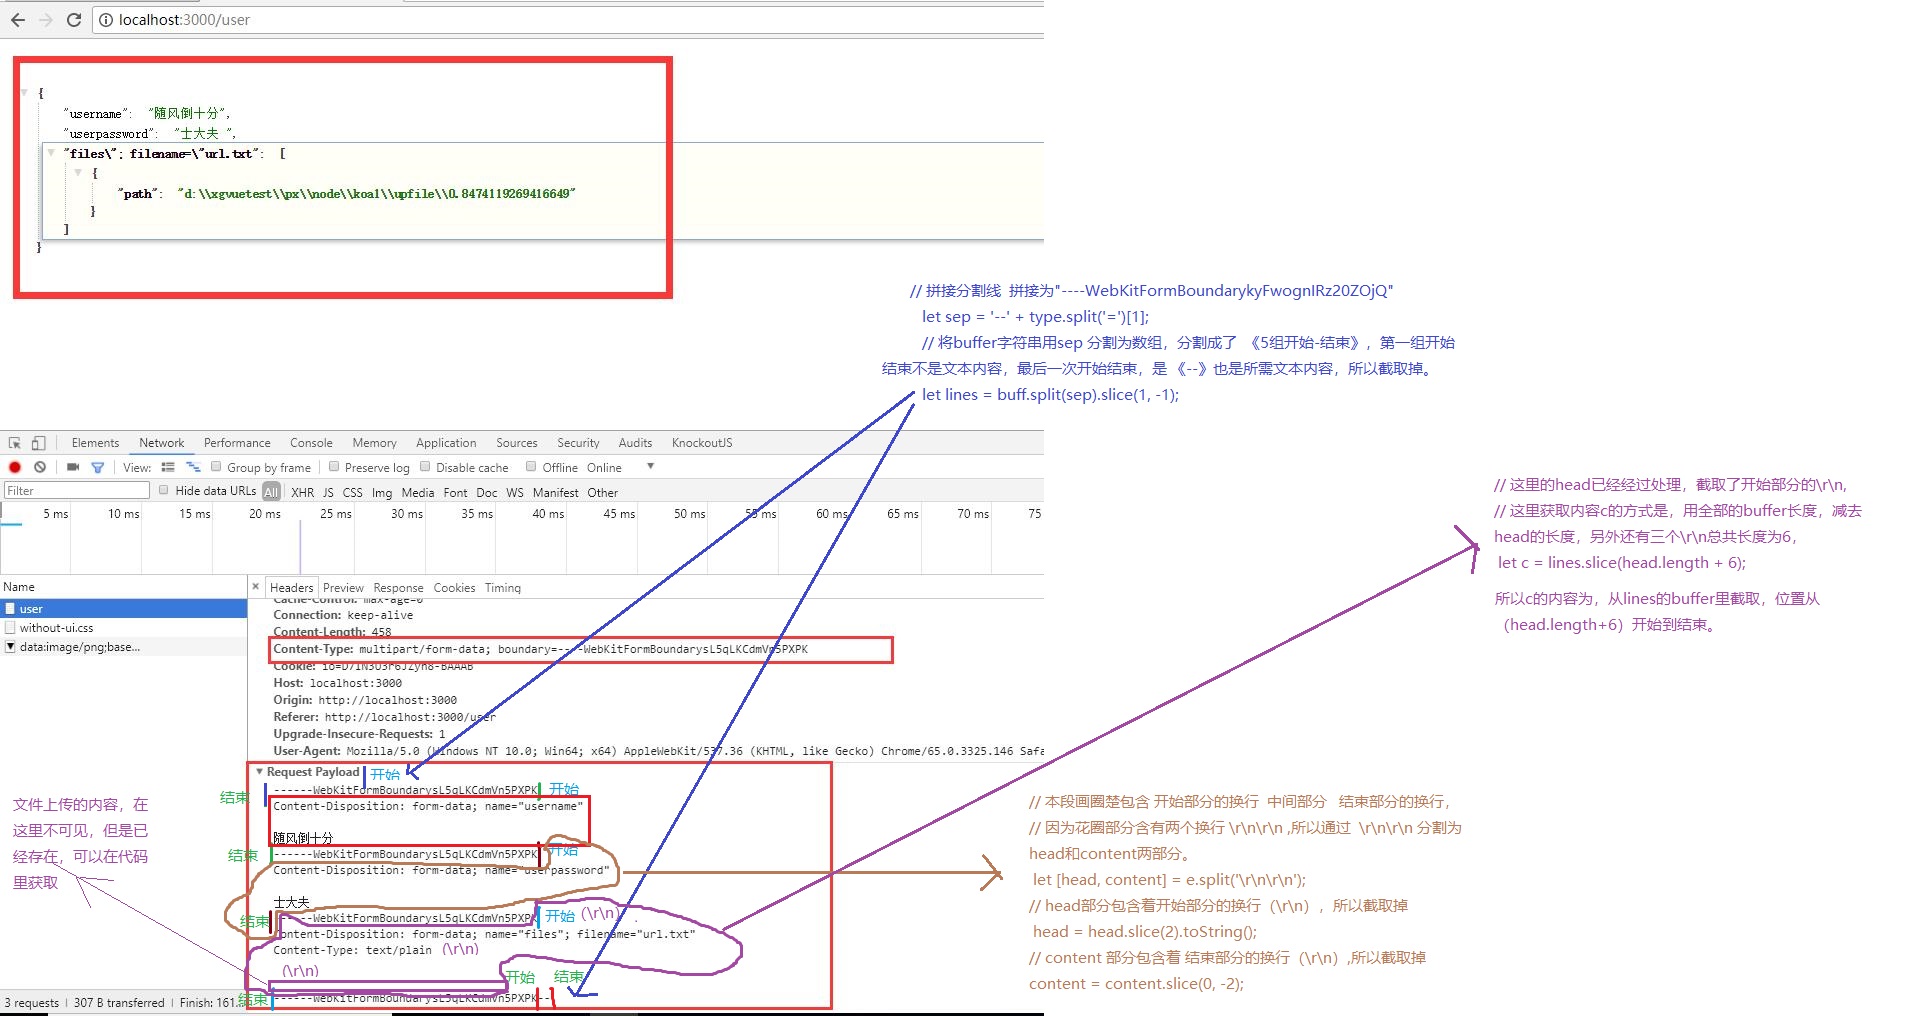 localhost:3000/user
{
"username": "随风倒十分",
"userpassword": "士大夫 ",
"files\"; filename=\"url.txt": [
{
"path": "d:\\xgvuetest\\px\\node\\koa1\\upfile\\0.8474119269416649"
}
]
}
// 拼接分割线 拼接为"----WebKitFormBoundarykyFwognIRz20ZOjQ"
let sep = '--' + type.split('=')[1];
// 将buffer字符串用sep 分割为数组，分割成了 《5组开始-结束》，第一组开始
结束不是文本内容，最后一次开始结束，是 《--》也是所需文本内容，所以截取掉。
let lines = buff.split(sep).slice(1, -1);
Elements Network Performance Console Memory Application Sources Security Audits KnockoutJS
View: Group by frame Preserve log Disable cache Offline Online
Filter Hide data URLs All XHR JS CSS Img Media Font Doc WS Manifest Other
5 ms 10 ms 15 ms 20 ms 25 ms 30 ms 35 ms 40 ms 45 ms 50 ms 55 ms 60 ms 65 ms 70 ms 75
// 这里的head已经经过处理，截取了开始部分的\r\n,
// 这里获取内容c的方式是，用全部的buffer长度，减去
head的长度，另外还有三个\r\n总共长度为6，
let c = lines.slice(head.length + 6);
所以c的内容为，从lines的buffer里截取，位置从
（head.length+6）开始到结束。
Name
user
without-ui.css
data:image/png;base...
× Headers Preview Response Cookies Timing
Cache-Control: max-age=0
Connection: keep-alive
Content-Length: 458
Content-Type: multipart/form-data; boundary=----WebKitFormBoundarysL5qLKCdmVn5PXPK
Host: localhost:3000
Origin: http://localhost:3000
Referer: http://localhost:3000/user
Upgrade-Insecure-Requests: 1
User-Agent: Mozilla/5.0 (Windows NT 10.0; Win64; x64) AppleWebKit/537.36 (KHTML, like Gecko) Chrome/65.0.3325.146 Safa
Request Payload 开始
结束 ------WebKitFormBoundarysL5qLKCdmVn5PXPK 开始
Content-Disposition: form-data; name="username"
随风倒十分
结束 ------WebKitFormBoundarysL5qLKCdmVn5PXPK 开始
Content-Disposition: form-data; name="userpassword"
士大夫
结束 ------WebKitFormBoundarysL5qLKCdmVn5PXPK 开始 (\r\n)
Content-Disposition: form-data; name="files"; filename="url.txt"
Content-Type: text/plain (\r\n)
(\r\n)
开始 结束
结束 ------WebKitFormBoundarysL5qLKCdmVn5PXPK--
文件上传的内容，在
这里不可见，但是已
经存在，可以在代码
里获取
// 本段画圈楚包含 开始部分的换行 中间部分 结束部分的换行，
// 因为花圈部分含有两个换行 \r\n\r\n ,所以通过 \r\n\r\n 分割为
head和content两部分。
let [head, content] = e.split('\r\n\r\n');
// head部分包含着开始部分的换行（\r\n），所以截取掉
head = head.slice(2).toString();
// content 部分包含着 结束部分的换行（\r\n）,所以截取掉
content = content.slice(0, -2);
3 requests | 307 B transferred | Finish: 161...